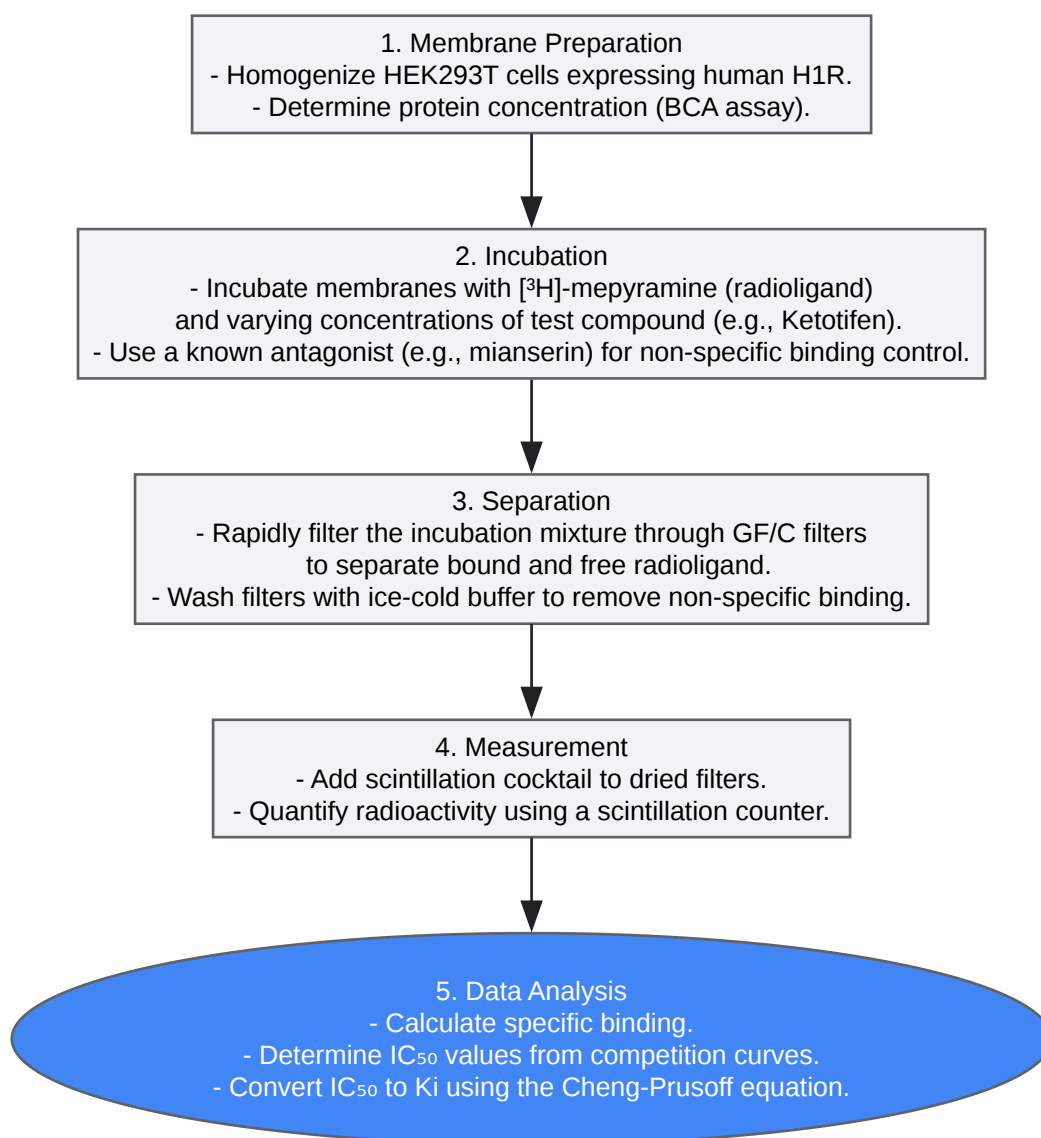 1. Membrane Preparation
- Homogenize HEK293T cells expressing human H1R.
- Determine protein concentration (BCA assay).
2. Incubation
- Incubate membranes with [³H]-mepyramine (radioligand)
and varying concentrations of test compound (e.g., Ketotifen).
- Use a known antagonist (e.g., mianserin) for non-specific binding control.
3. Separation
- Rapidly filter the incubation mixture through GF/C filters
to separate bound and free radioligand.
- Wash filters with ice-cold buffer to remove non-specific binding.
4. Measurement
- Add scintillation cocktail to dried filters.
- Quantify radioactivity using a scintillation counter.
5. Data Analysis
- Calculate specific binding.
- Determine IC₅₀ values from competition curves.
- Convert IC₅₀ to Ki using the Cheng-Prusoff equation.